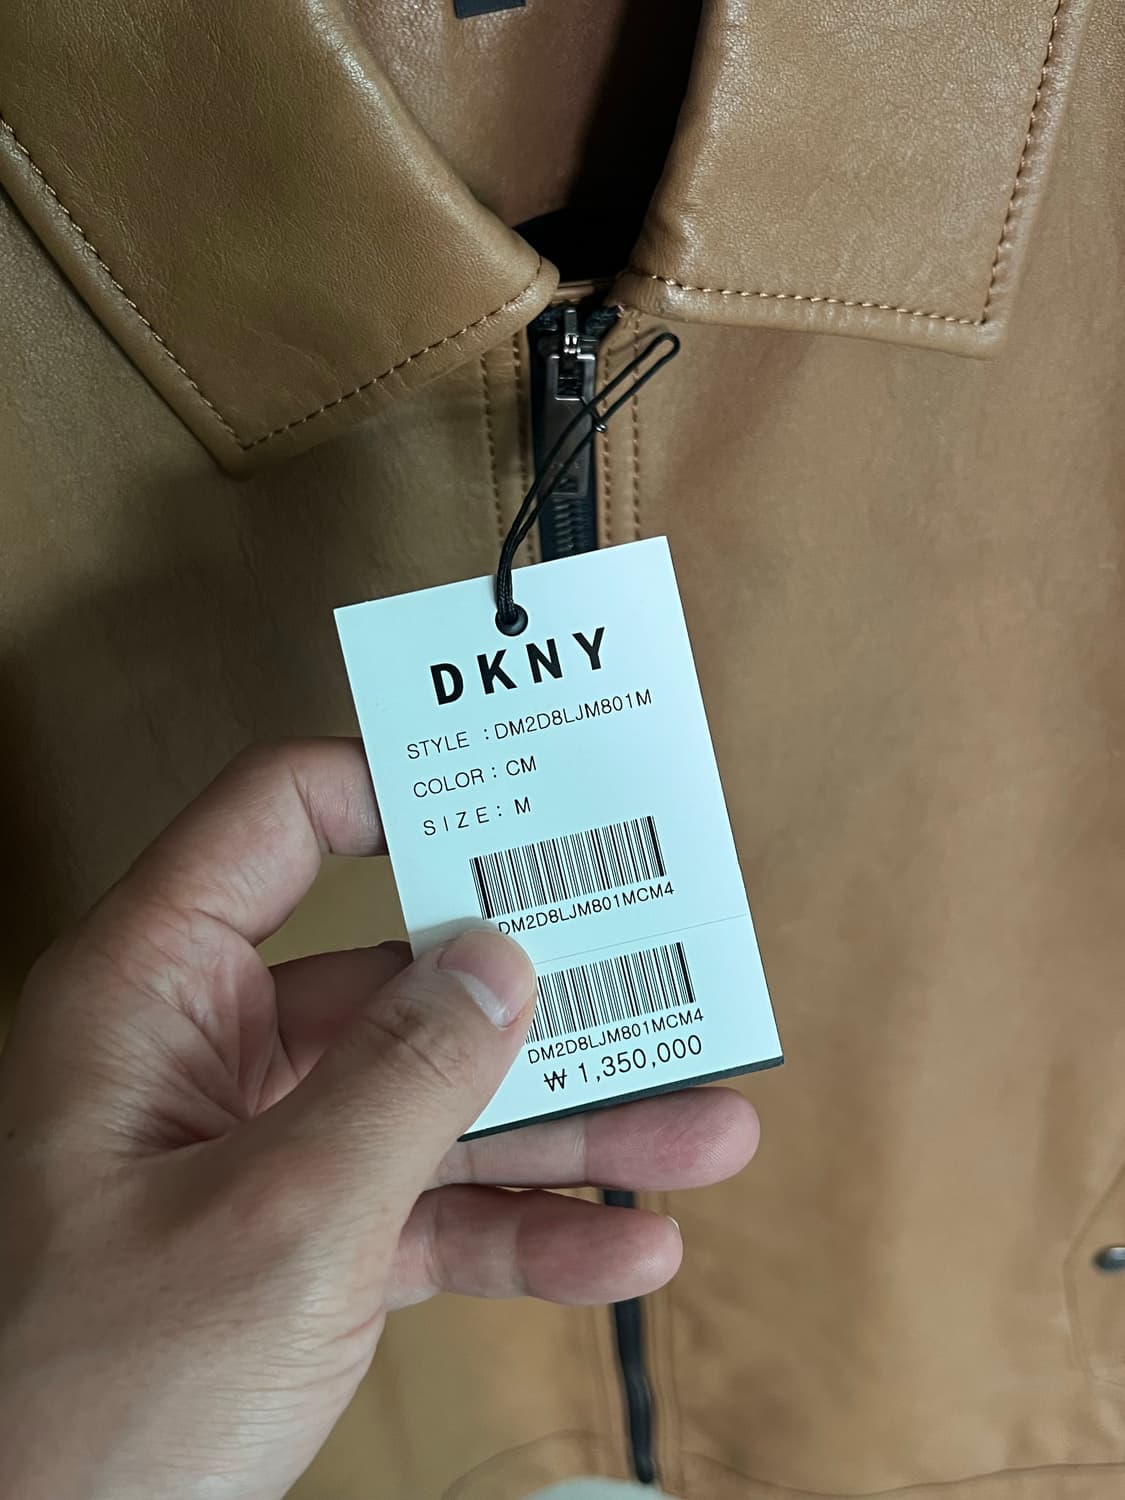 DKNY
STYLE : DM2D8LJM801M
COLOR : CM
SIZE : M
DM2D8LJM801MCM4
DM2D8LJM801MCM4
₩ 1,350,000